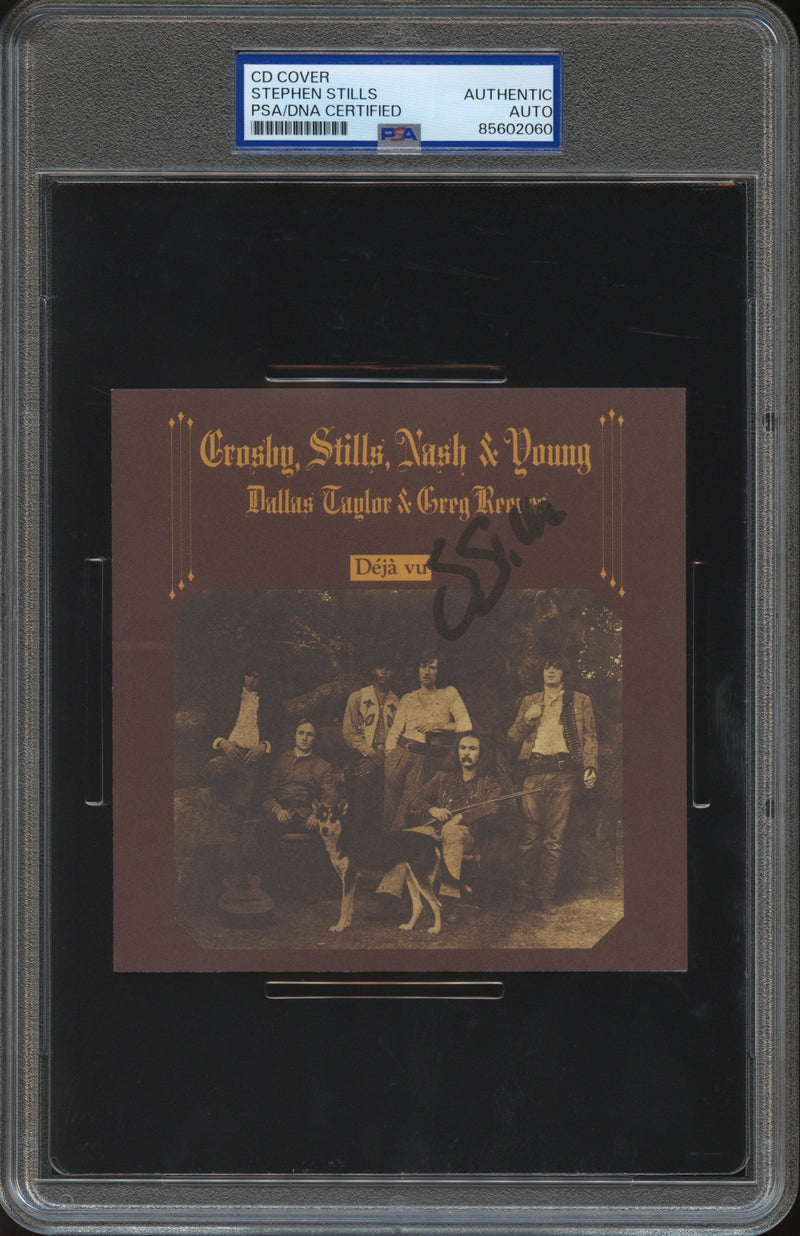 CD COVER
STEPHEN STILLS
PSA/DNA CERTIFIED
AUTHENTIC
AUTO
85602060
PSA
Crosby, Stills, Nash & Young
Dallas Taylor & Greg Reeves
Déjà vu